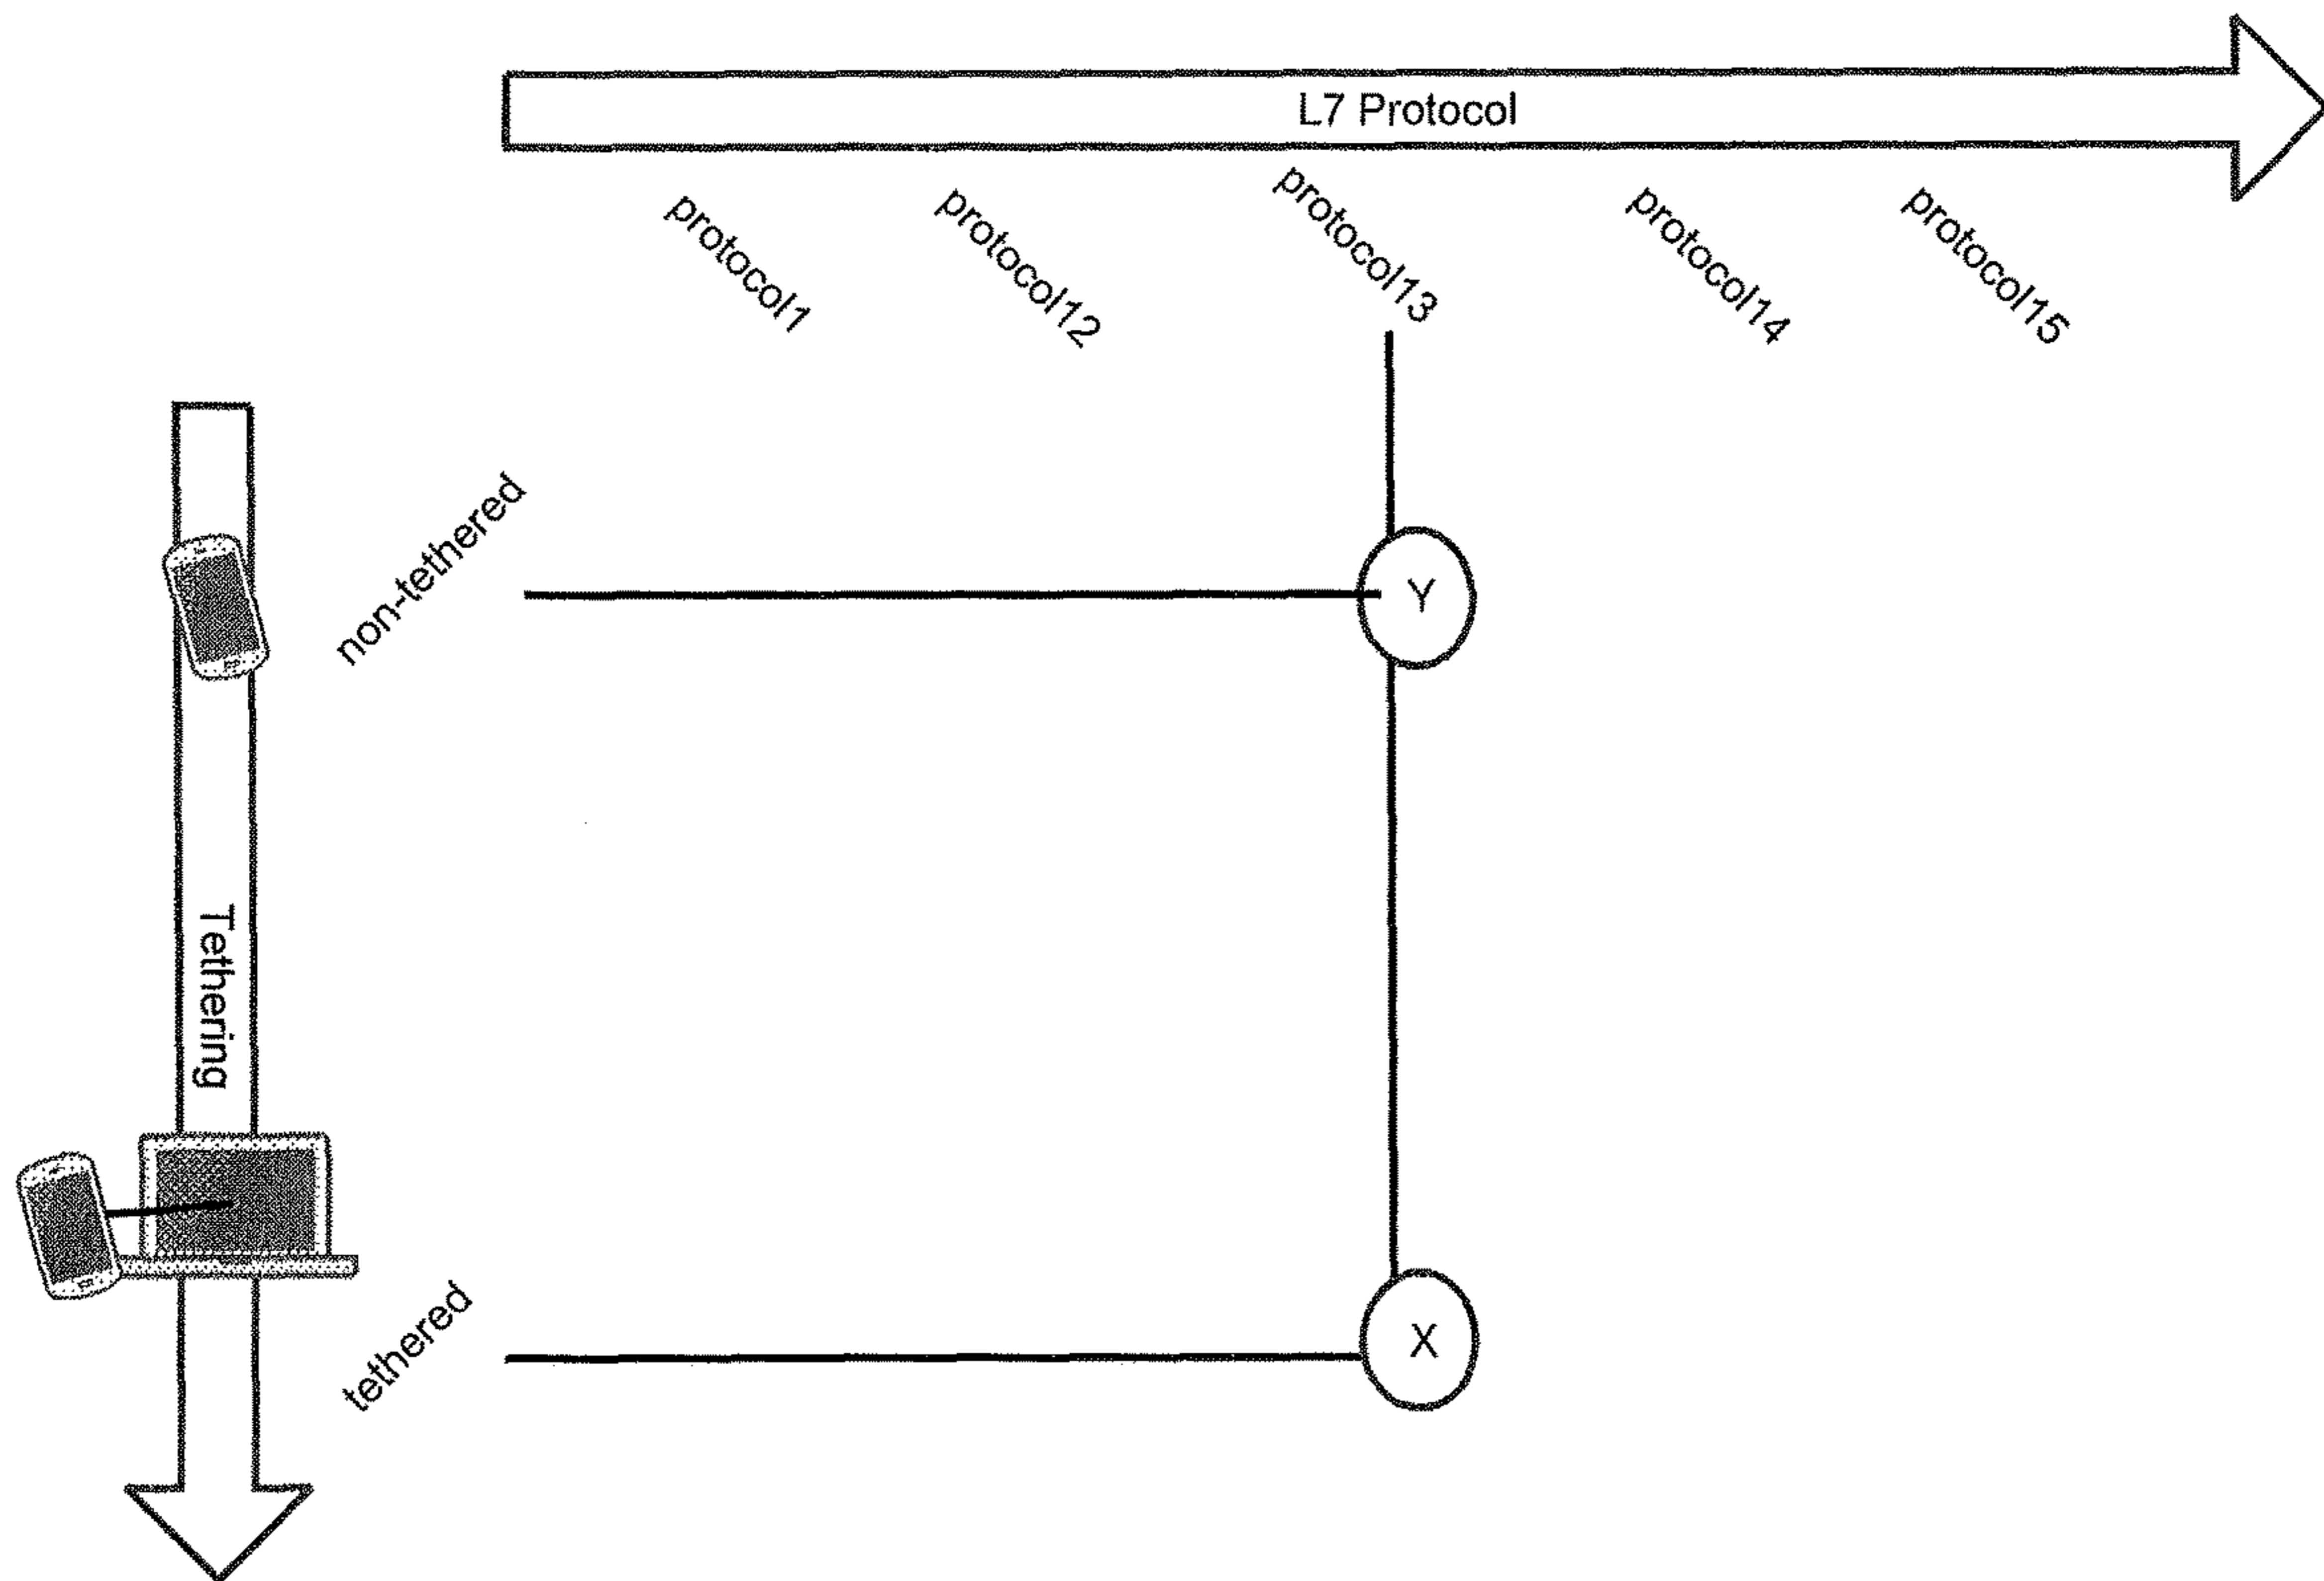 L7 Protocol
protocol1
protocol12
protocol13
protocol14
protocol15
non-tethered
Y
Tethering
tethered
X